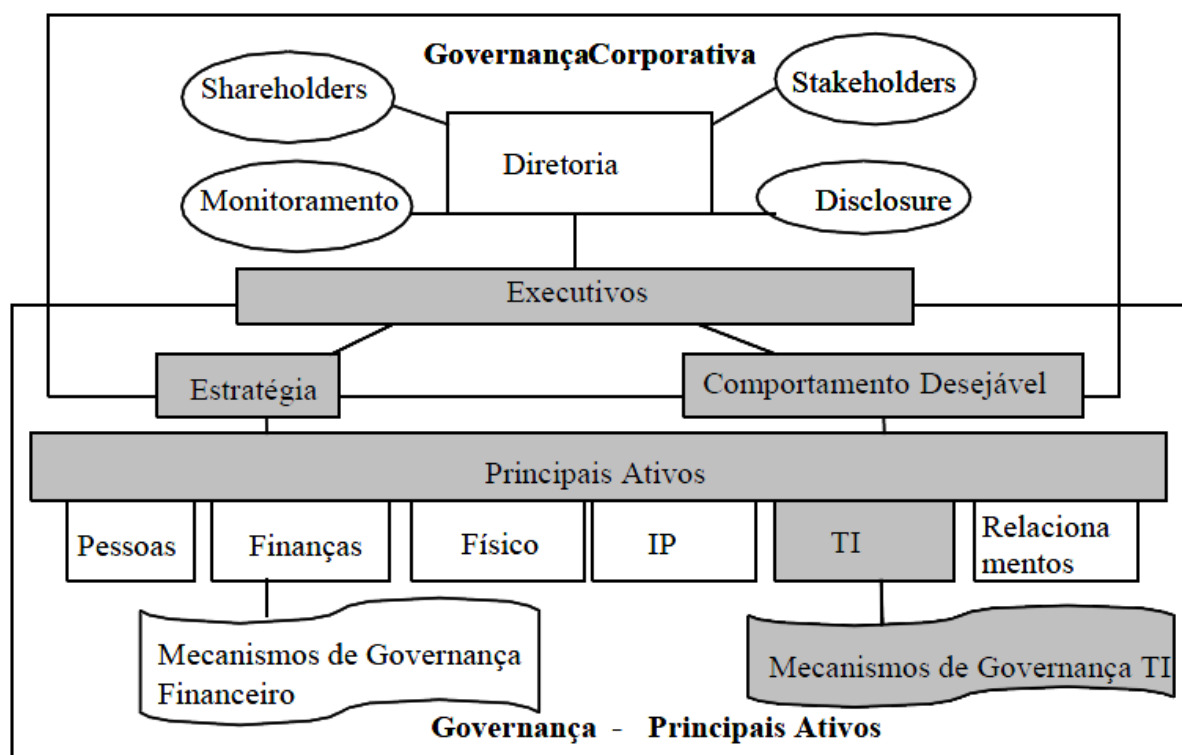 GovernançaCorporativa
Shareholders
Stakeholders
Diretoria
Monitoramento
Disclosure
Executivos
Estratégia
Comportamento Desejável
Principais Ativos
Pessoas
Finanças
Físico
IP
TI
Relaciona
mentos
Mecanismos de Governança
Financeiro
Mecanismos de Governança TI
Governança - Principais Ativos